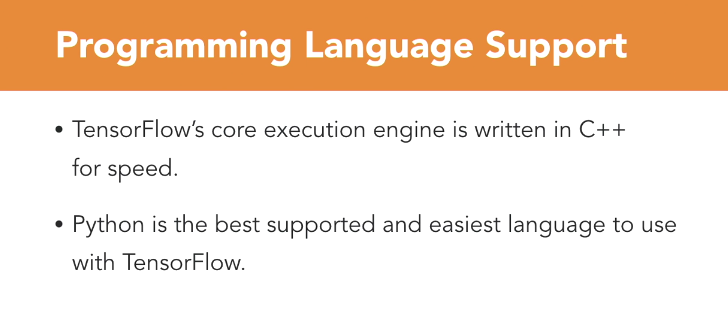 Programming Language Support
• TensorFlow’s core execution engine is written in C++
for speed.
• Python is the best supported and easiest language to use
with TensorFlow.